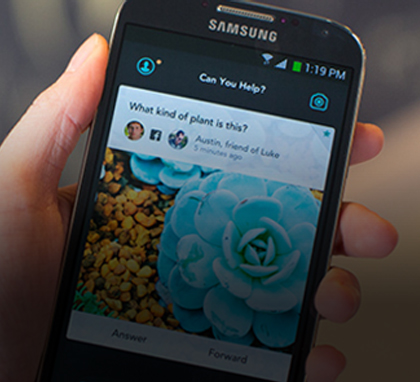 SAMSUNG
1:19 PM
Can You Help?
What kind of plant is this?
Austin, friend of Luke
5 minutes ago
Answer
Forward